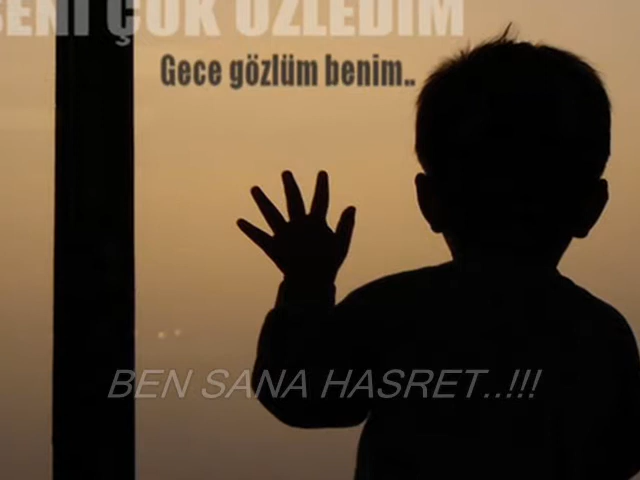 SENİ ÇOK ÖZLEDİM
Gece gözlüm benim..
BEN SANA HASRET..!!!